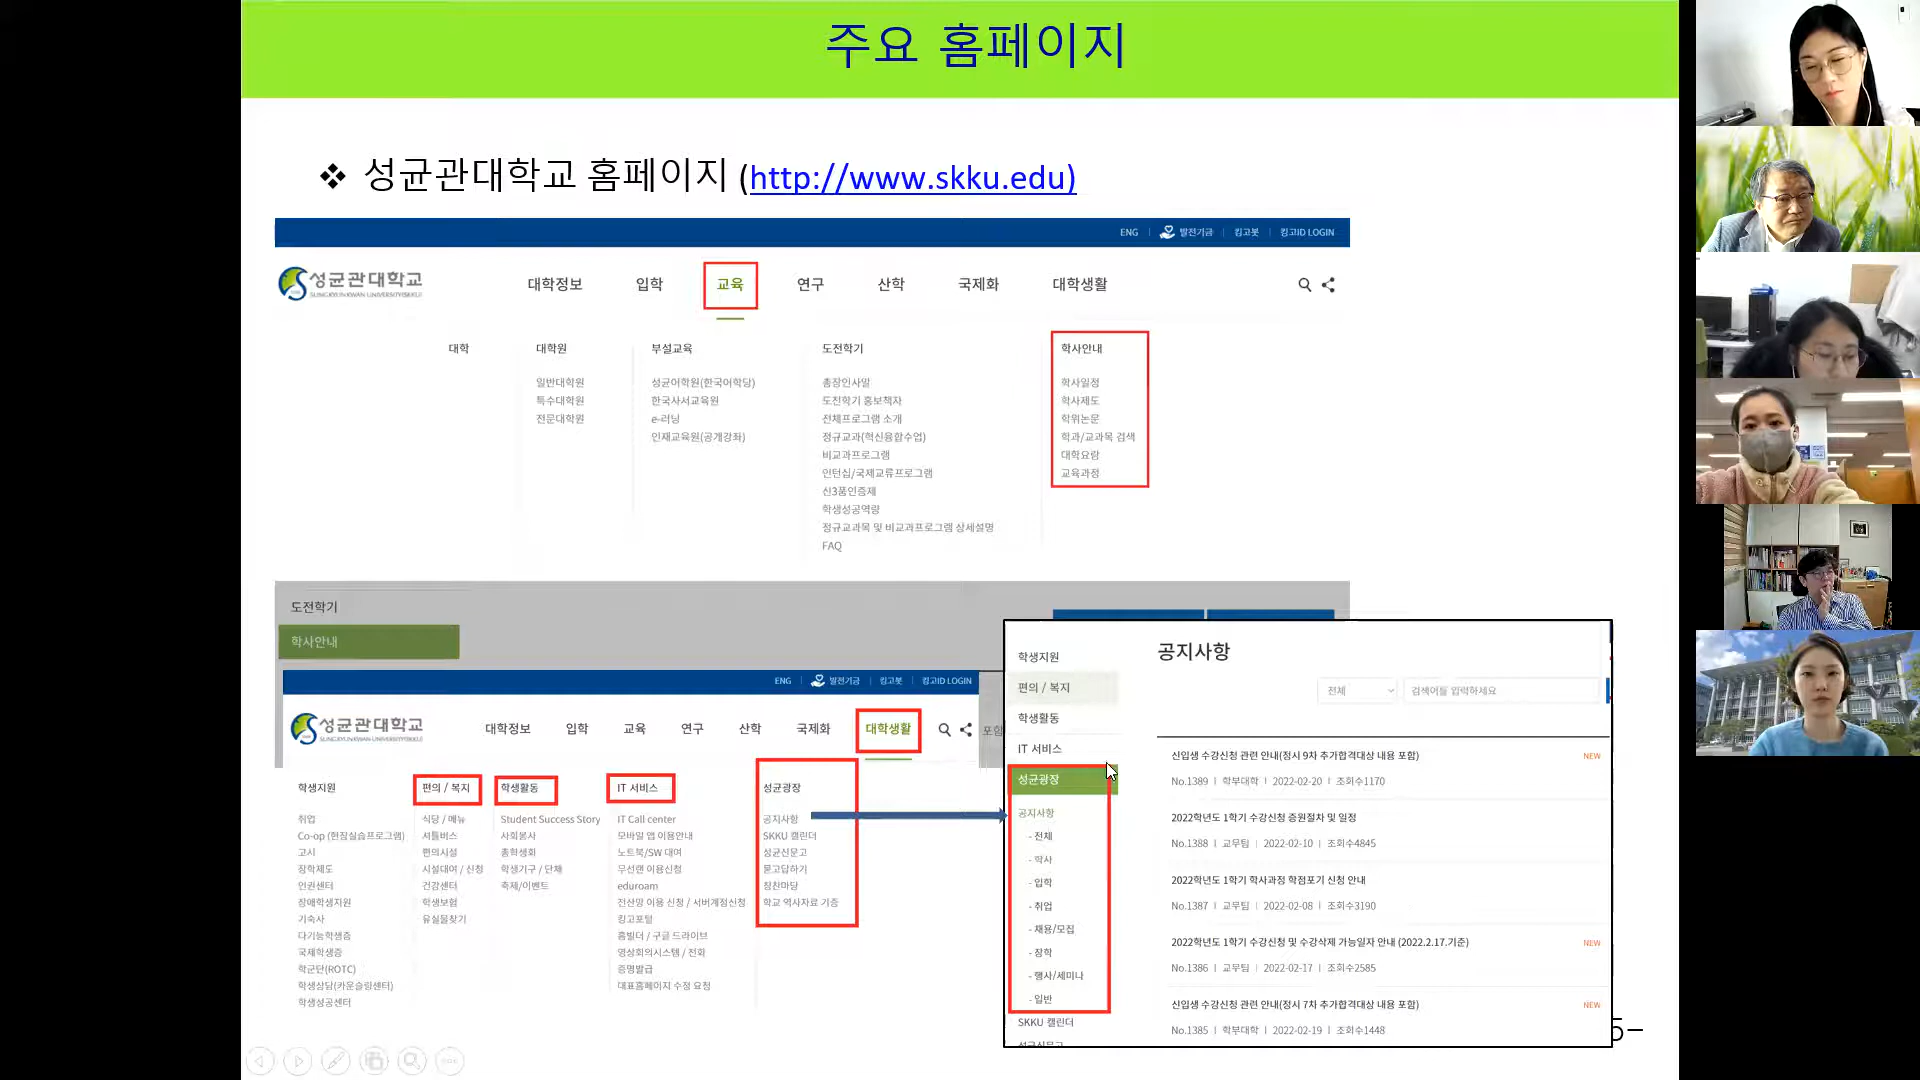 주요 홈페이지
❖ 성균관대학교 홈페이지 (http://www.skku.edu)
ENG 발전기금 킹고봇 킹고ID LOGIN
성균관대학교
SUNGKYUNKWAN UNIVERSITY(SKKU)
대학정보 입학 교육 연구 산학 국제화 대학생활
대학 대학원 부설교육 도전학기 학사안내
일반대학원 성균어학원(한국어학당) 총장인사말 학사일정
특수대학원 한국사서교육원 도전학기 홍보책자 학사제도
전문대학원 e-러닝 전체프로그램 소개 학위논문
인재교육원(공개강좌) 정규교과(혁신융합수업) 학과/교과목 검색
비교과프로그램 대학요람
인턴십/국제교류프로그램 교육과정
신3품인증제
학생성공역량
정규교과목 및 비교과프로그램 상세설명
FAQ
도전학기
학사안내
ENG 발전기금 킹고봇 킹고ID LOGIN
성균관대학교
SUNGKYUNKWAN UNIVERSITY(SKKU)
대학정보 입학 교육 연구 산학 국제화 대학생활
포함
학생지원 편의 / 복지 학생활동 IT 서비스 성균광장
취업 식당 / 메뉴 Student Success Story IT Call center 공지사항
Co-op (현장실습프로그램) 셔틀버스 사회봉사 모바일 앱 이용안내 SKKU 캘린더
고시 편의시설 총학생회 노트북/SW 대여 성균신문고
장학제도 시설대여 / 신청 학생기구 / 단체 무선랜 이용신청 묻고답하기
인권센터 건강센터 축제/이벤트 eduroam 칭찬마당
장애학생지원 학생보험 전산망 이용 신청 / 서버계정신청 학교 역사자료 기증
기숙사 유실물찾기 킹고포털
다기능학생증 홈빌더 / 구글 드라이브
국제학생증 영상회의시스템 / 전화
학군단(ROTC) 증명발급
학생상담(카운슬링센터) 대표홈페이지 수정 요청
학생성공센터
학생지원
편의 / 복지
학생활동
IT 서비스
성균광장
공지사항
- 전체
- 학사
- 입학
- 취업
- 채용/모집
- 장학
- 행사/세미나
- 일반
SKKU 캘린더
성균신문고
공지사항
전체 검색어를 입력하세요
신입생 수강신청 관련 안내(정시 9차 추가합격대상 내용 포함) NEW
No.1389 학부대학 2022-02-20 조회수1170
2022학년도 1학기 수강신청 증원절차 및 일정
No.1388 교무팀 2022-02-10 조회수4845
2022학년도 1학기 학사과정 학점포기 신청 안내
No.1387 교무팀 2022-02-08 조회수3190
2022학년도 1학기 수강신청 및 수강삭제 가능일자 안내 (2022.2.17.기준) NEW
No.1386 교무팀 2022-02-17 조회수2585
신입생 수강신청 관련 안내(정시 7차 추가합격대상 내용 포함) NEW
No.1385 학부대학 2022-02-19 조회수1448
5–